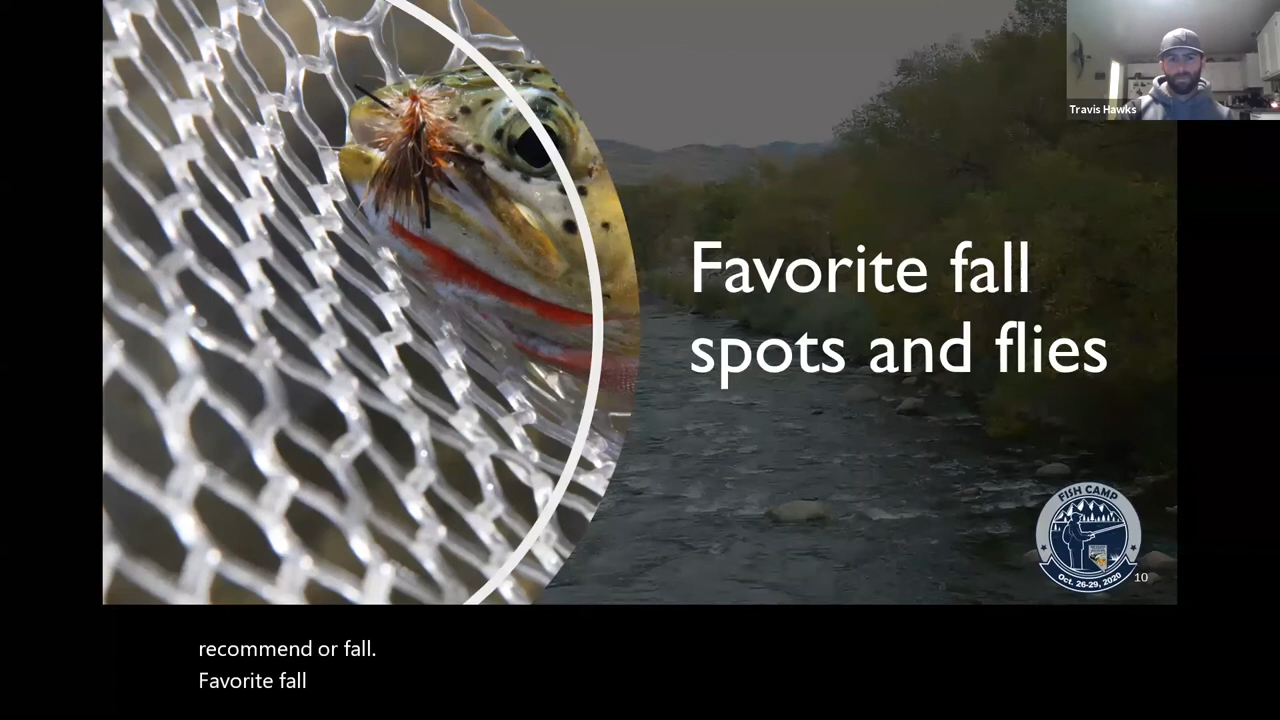 Travis Hawks
Favorite fall
spots and flies
FISH CAMP
Oct. 26-29, 2020
10
recommend or fall.
Favorite fall